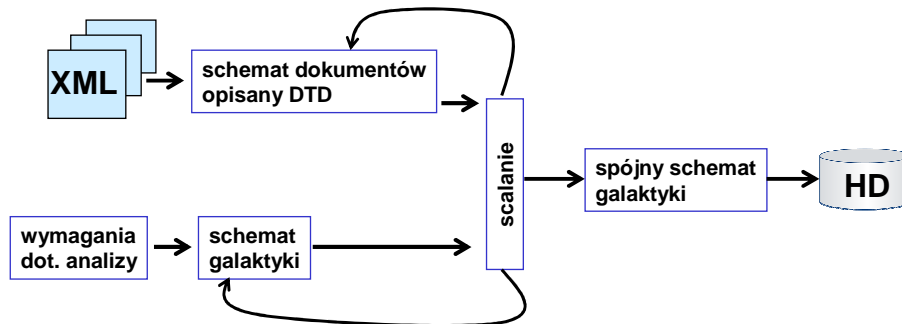 XML
schemat dokumentów
opisany DTD
scalanie
spójny schemat
galaktyki
HD
wymagania
dot. analizy
schemat
galaktyki